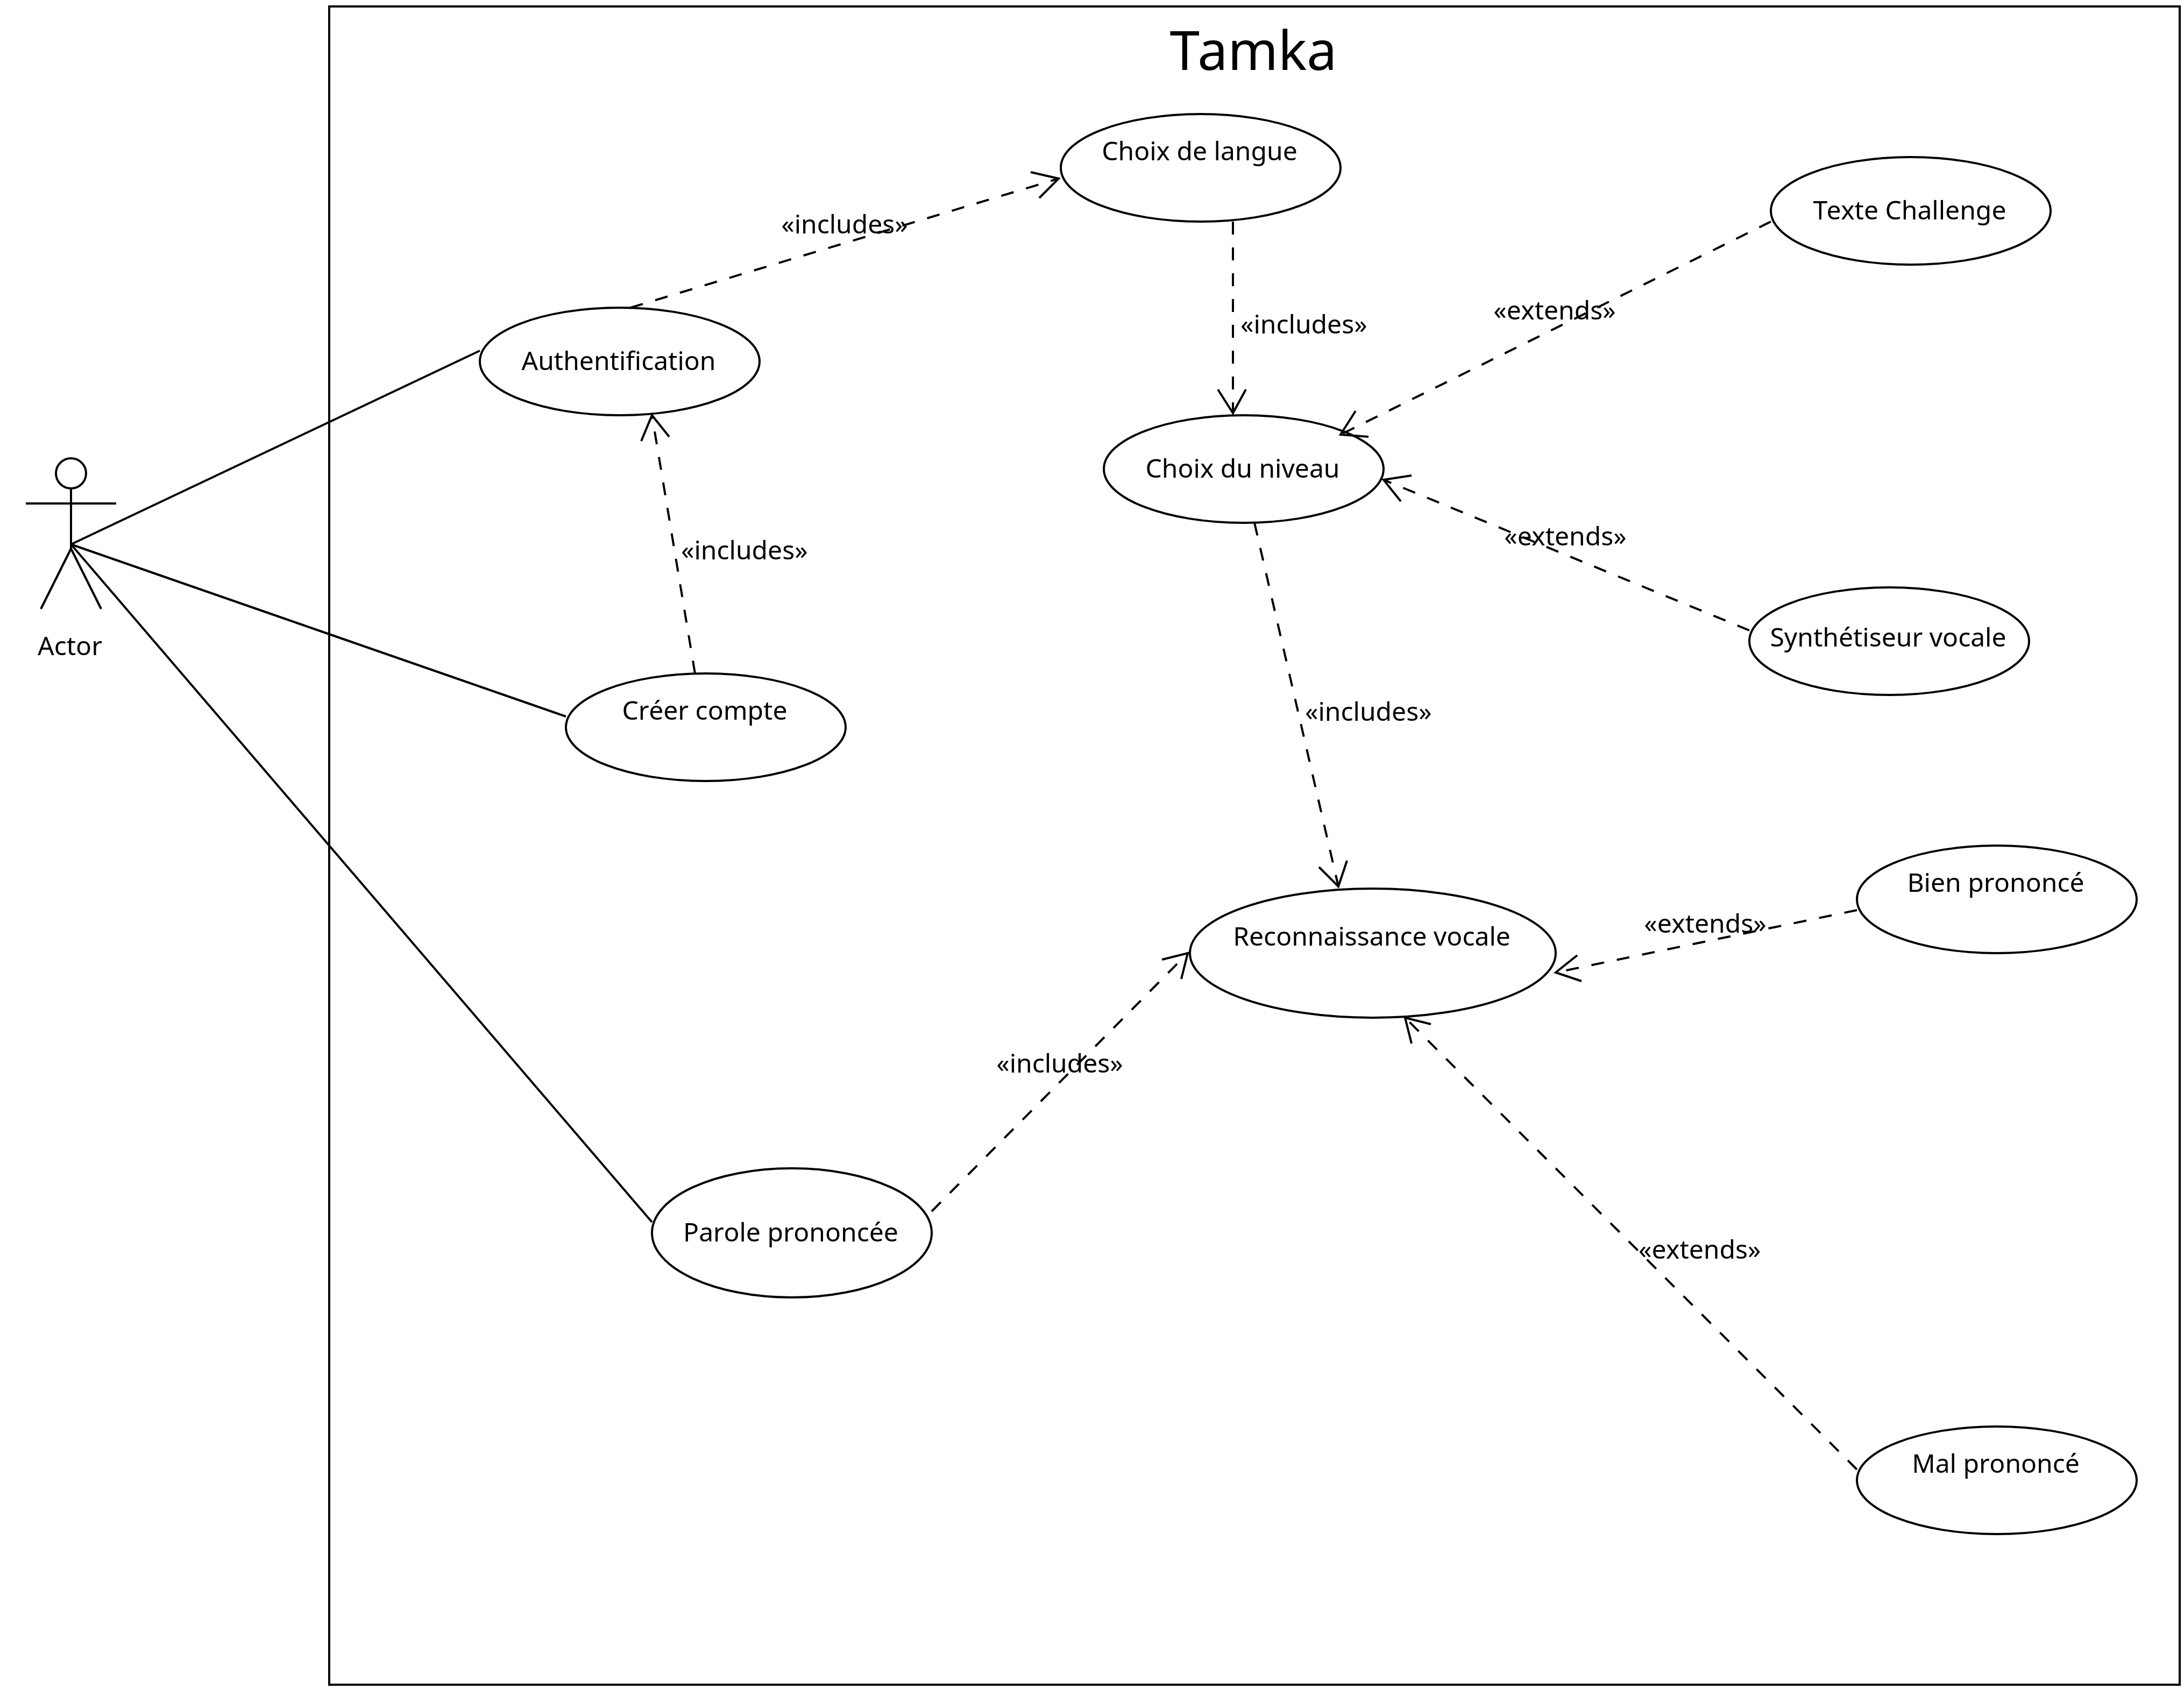 Tamka
Choix de langue
Texte Challenge
«includes»
«extends»
«includes»
Authentification
Choix du niveau
«extends»
«includes»
Synthétiseur vocale
Actor
Créer compte
«includes»
Bien prononcé
«extends»
Reconnaissance vocale
«includes»
Parole prononcée
«extends»
Mal prononcé